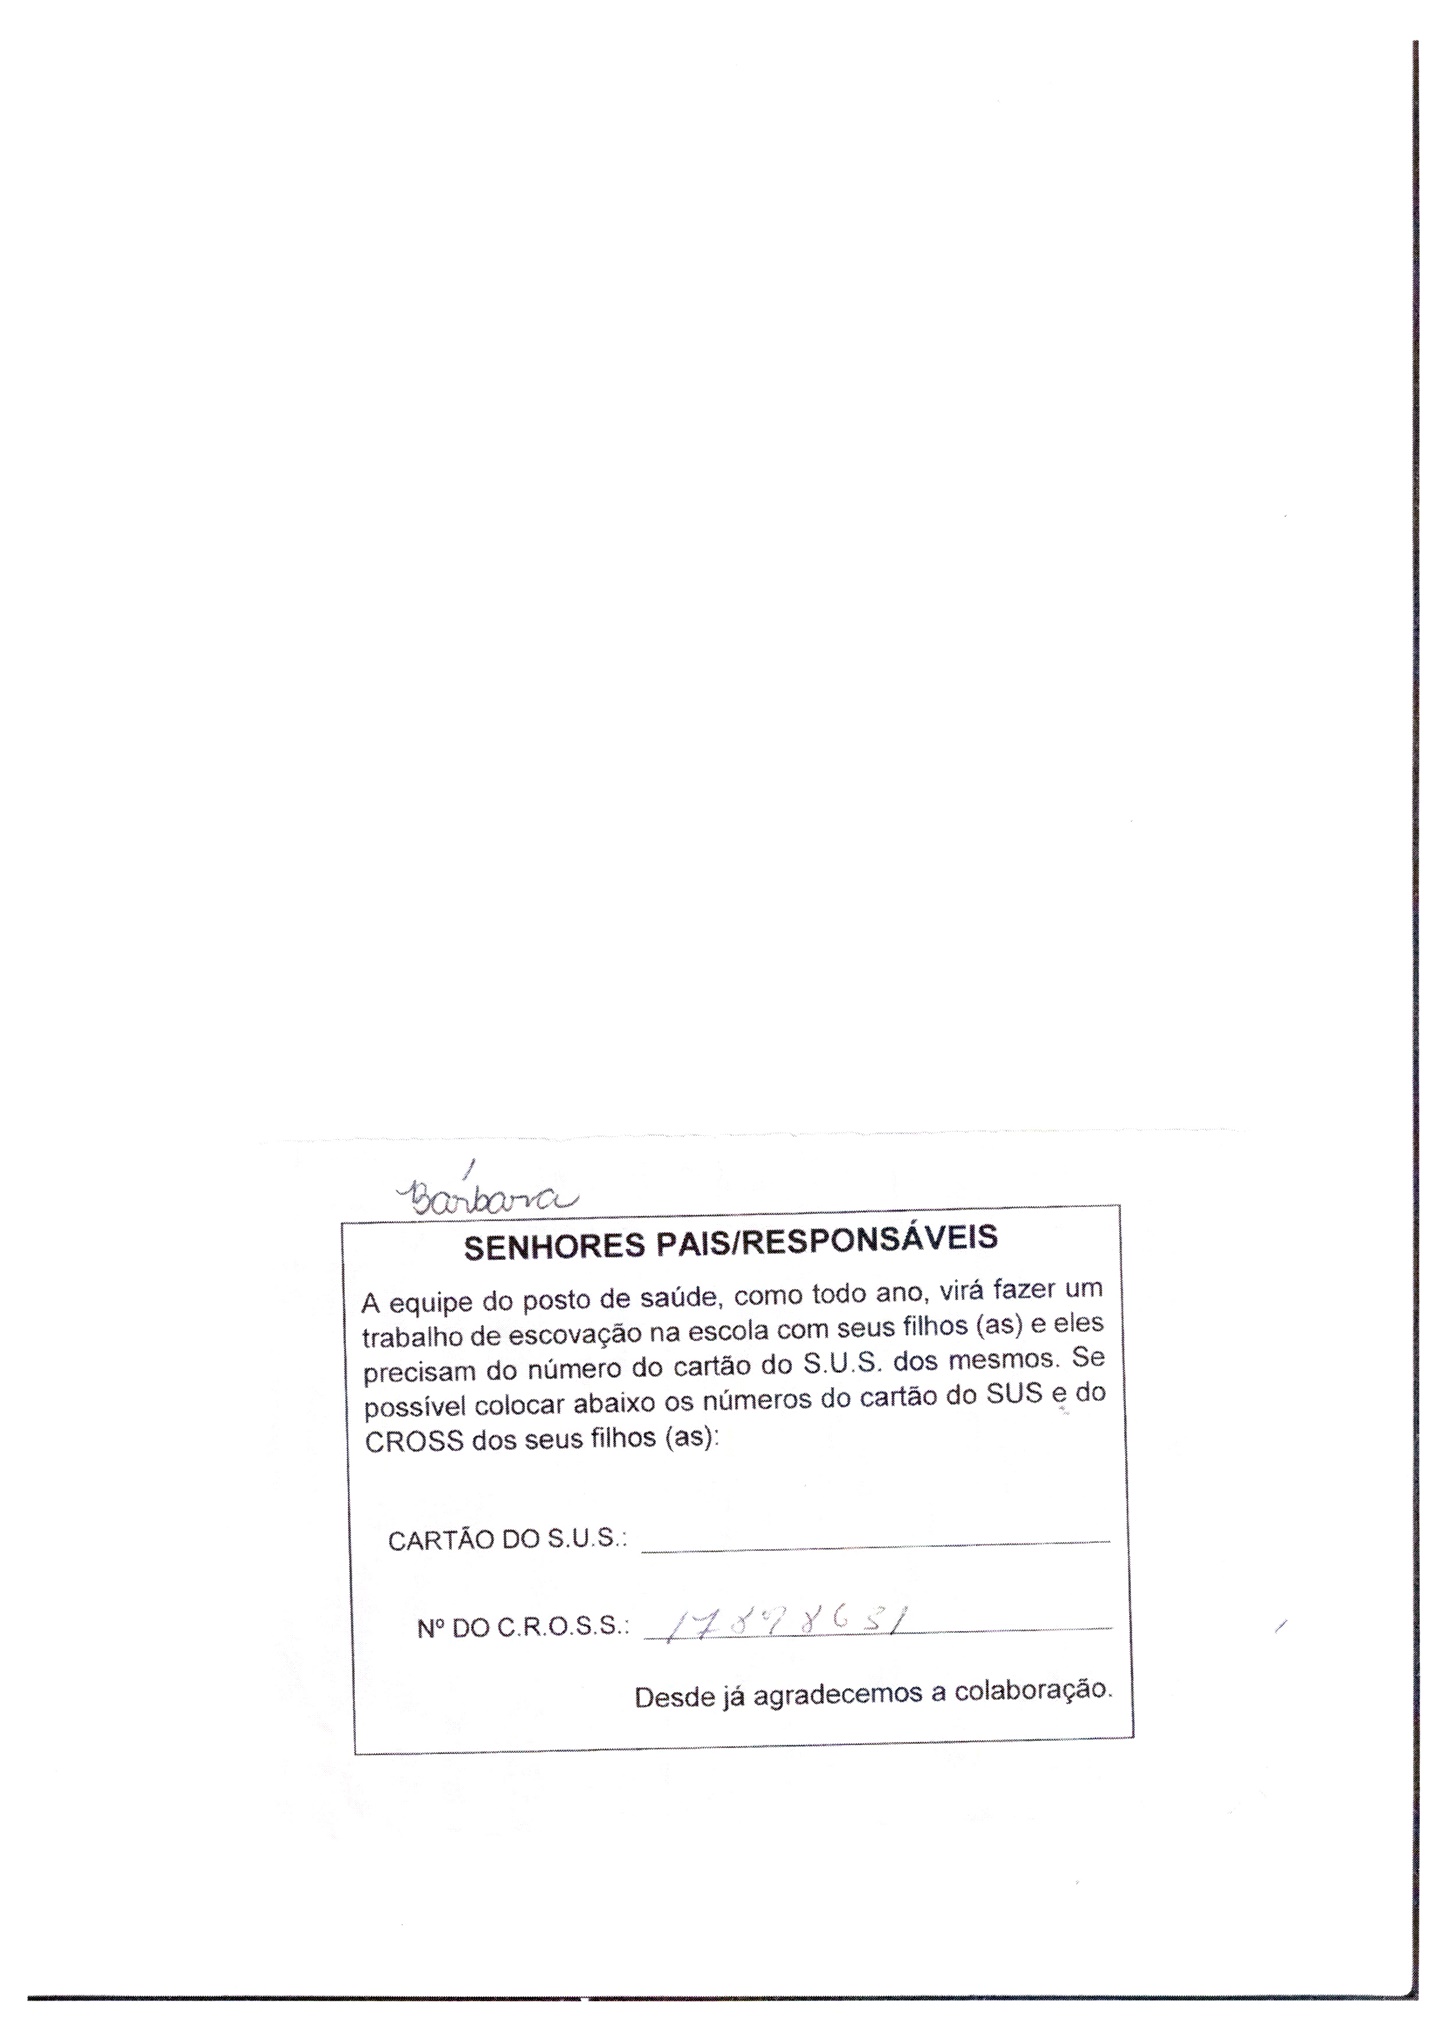 Bárbara
SENHORES PAIS/RESPONSÁVEIS
A equipe do posto de saúde, como todo ano, virá fazer um
trabalho de escovação na escola com seus filhos (as) e eles
precisam do número do cartão do S.U.S. dos mesmos. Se
possível colocar abaixo os números do cartão do SUS e do
CROSS dos seus filhos (as):
CARTÃO DO S.U.S.:
Nº DO C.R.O.S.S.: 17898631
Desde já agradecemos a colaboração.